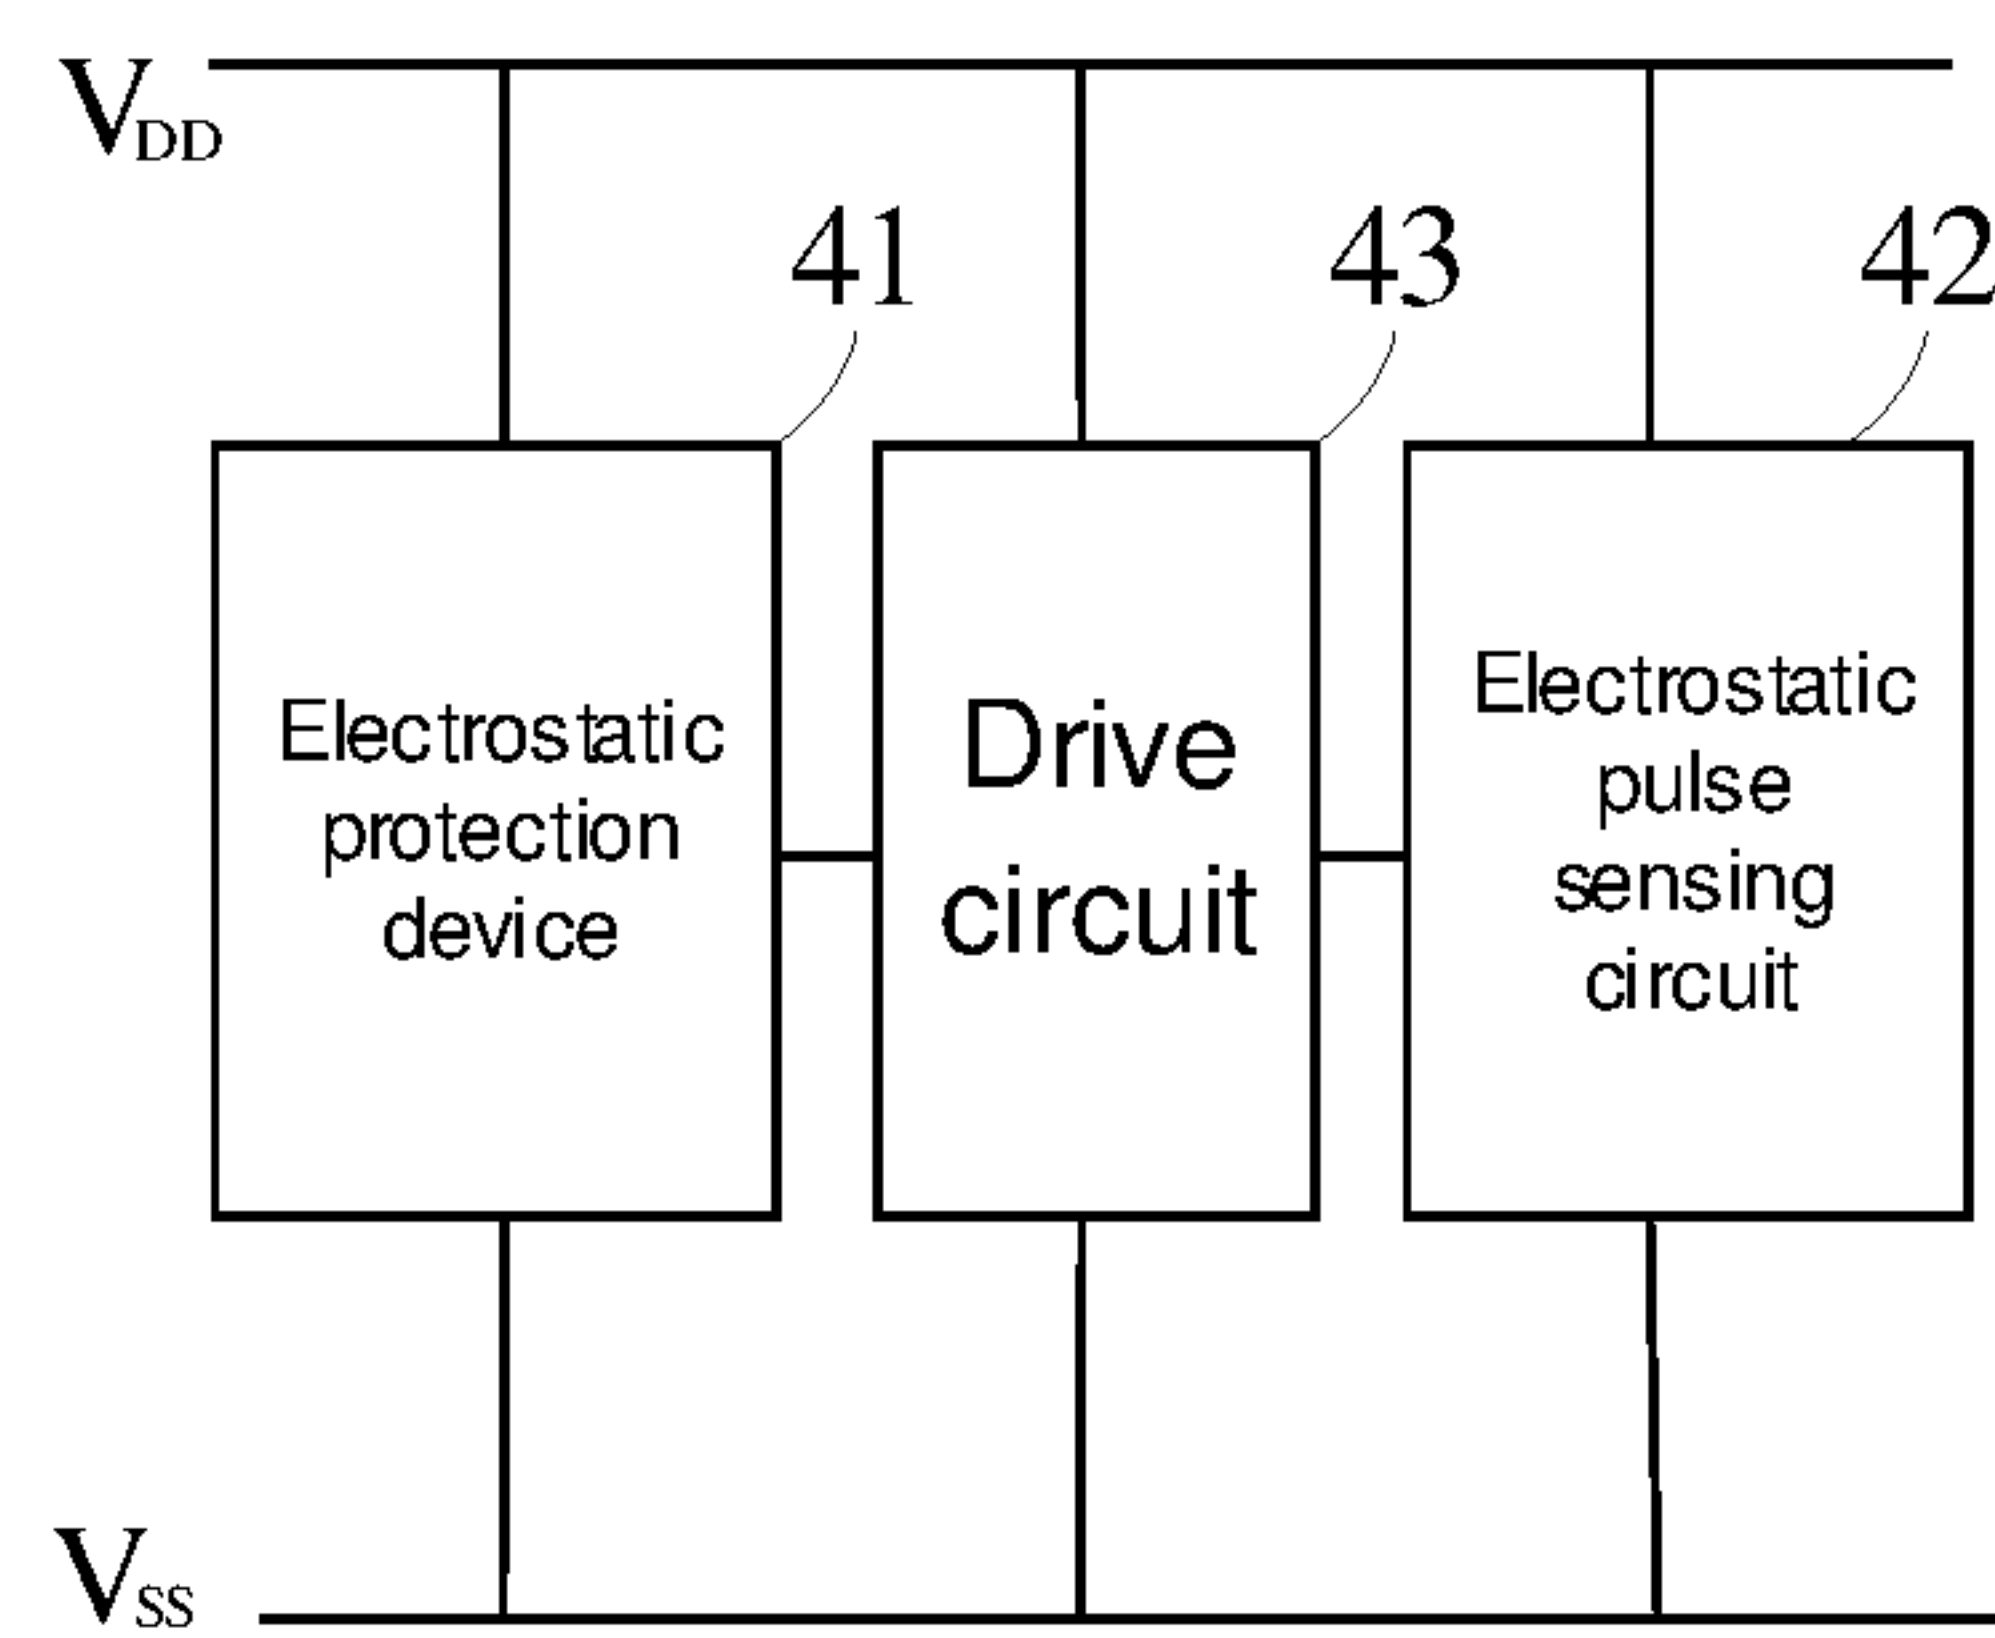 VDD
41
43
42
Electrostatic
protection
device
Drive
circuit
Electrostatic
pulse
sensing
circuit
VSS